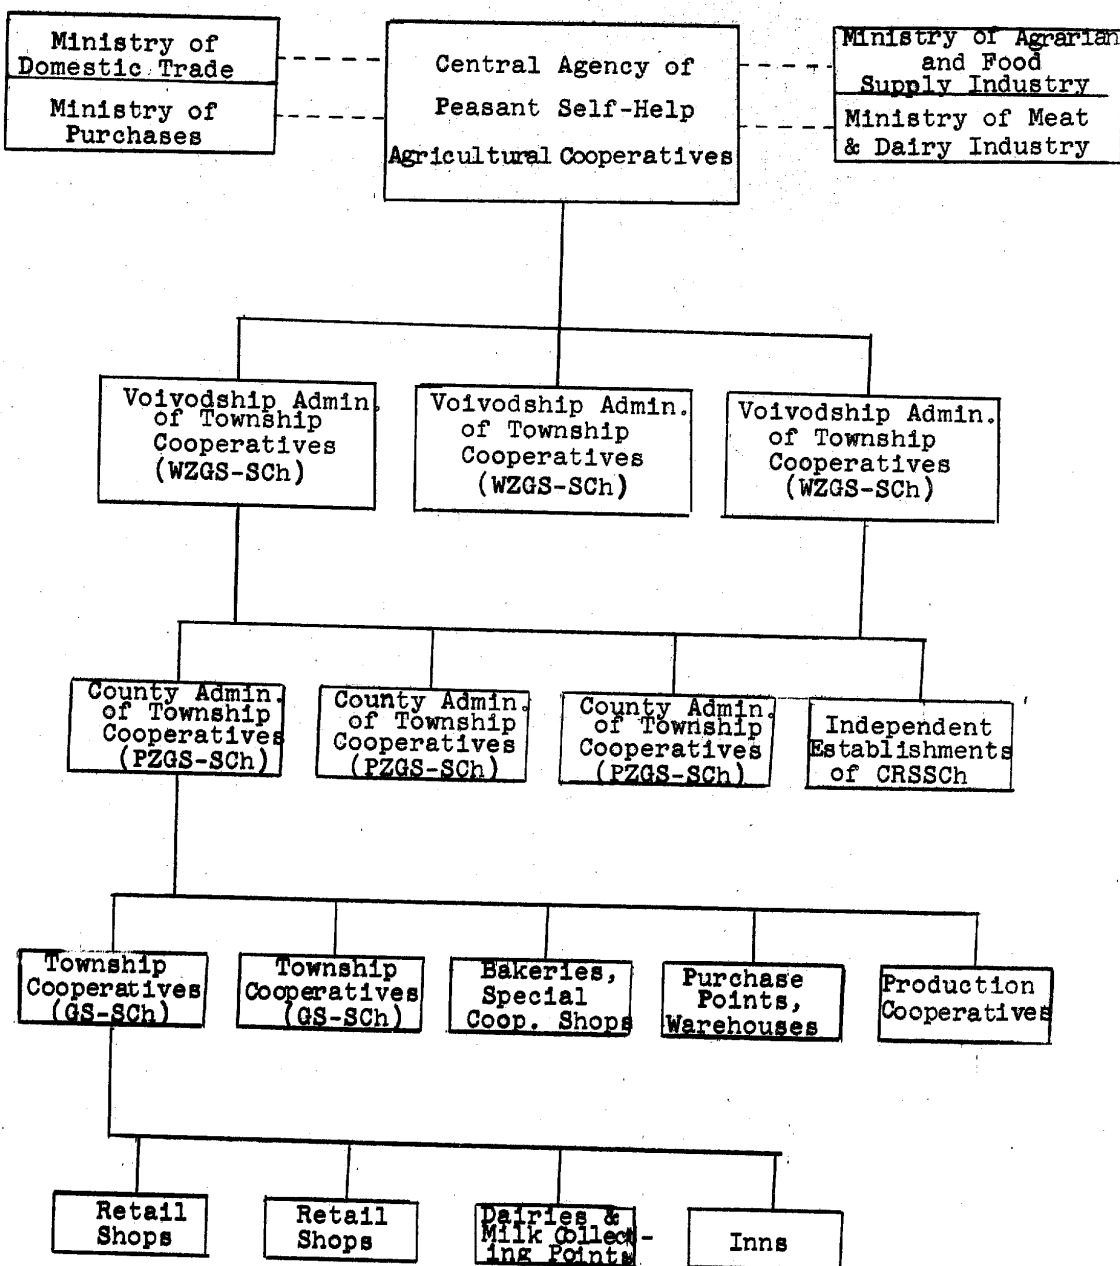 Ministry of
Domestic Trade
Ministry of
Purchases
Central Agency of
Peasant Self-Help
Agricultural Cooperatives
Ministry of Agrarian
and Food
Supply Industry
Ministry of Meat
& Dairy Industry
Voivodship Admin.
of Township
Cooperatives
(WZGS-SCh)
Voivodship Admin.
of Township
Cooperatives
(WZGS-SCh)
Voivodship Admin.
of Township
Cooperatives
(WZGS-SCh)
County Admin.
of Township
Cooperatives
(PZGS-SCh)
County Admin.
of Township
Cooperatives
(PZGS-SCh)
County Admin.
of Township
Cooperatives
(PZGS-SCh)
Independent
Establishments
of CRSSCh
Township
Cooperatives
(GS-SCh)
Township
Cooperatives
(GS-SCh)
Bakeries,
Special
Coop. Shops
Purchase
Points,
Warehouses
Production
Cooperatives
Retail
Shops
Retail
Shops
Dairies &
Milk Collect-
ing Points
Inns